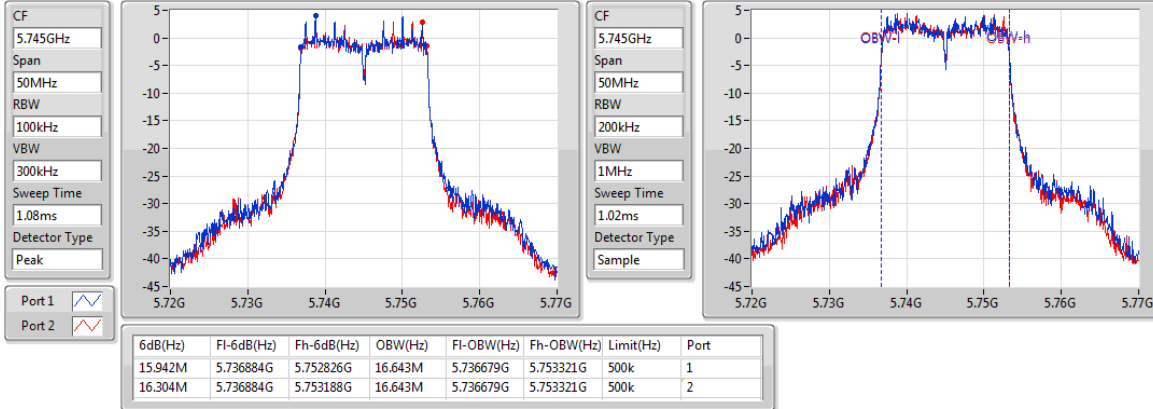 CF
5.745GHz
Span
50MHz
RBW
100kHz
VBW
300kHz
Sweep Time
1.08ms
Detector Type
Peak
Port 1
Port 2
5
0
-5
-10
-15
-20
-25
-30
-35
-40
-45
5.72G 5.73G 5.74G 5.75G 5.76G 5.77G
CF
5.745GHz
Span
50MHz
RBW
200kHz
VBW
1MHz
Sweep Time
1.02ms
Detector Type
Sample
5
0
-5
-10
-15
-20
-25
-30
-35
-40
-45
OBW-l OBW-h
5.72G 5.73G 5.74G 5.75G 5.76G 5.77G
6dB(Hz) Fl-6dB(Hz) Fh-6dB(Hz) OBW(Hz) Fl-OBW(Hz) Fh-OBW(Hz) Limit(Hz) Port
15.942M 5.736884G 5.752826G 16.643M 5.736679G 5.753321G 500k 1
16.304M 5.736884G 5.753188G 16.643M 5.736679G 5.753321G 500k 2